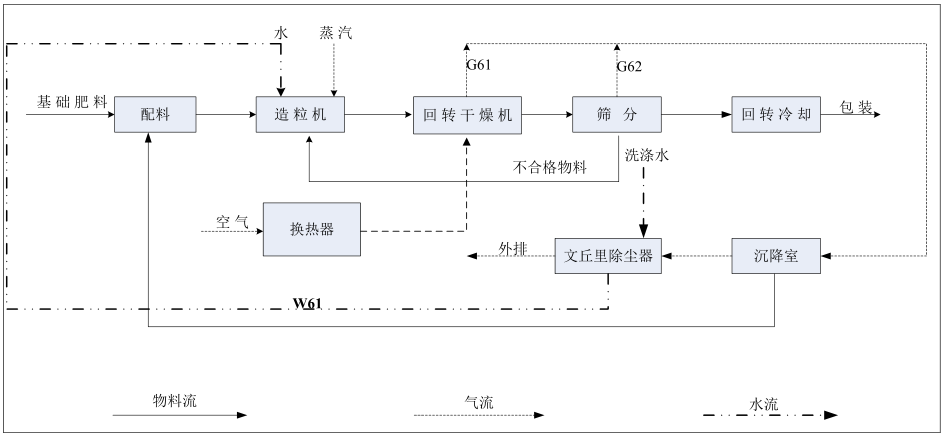 水
蒸汽
G61
G62
基础肥料
配料
造粒机
回转干燥机
筛分
回转冷却
包装
不合格物料
洗涤水
空气
换热器
外排
文丘里除尘器
沉降室
W61
物料流
气流
水流